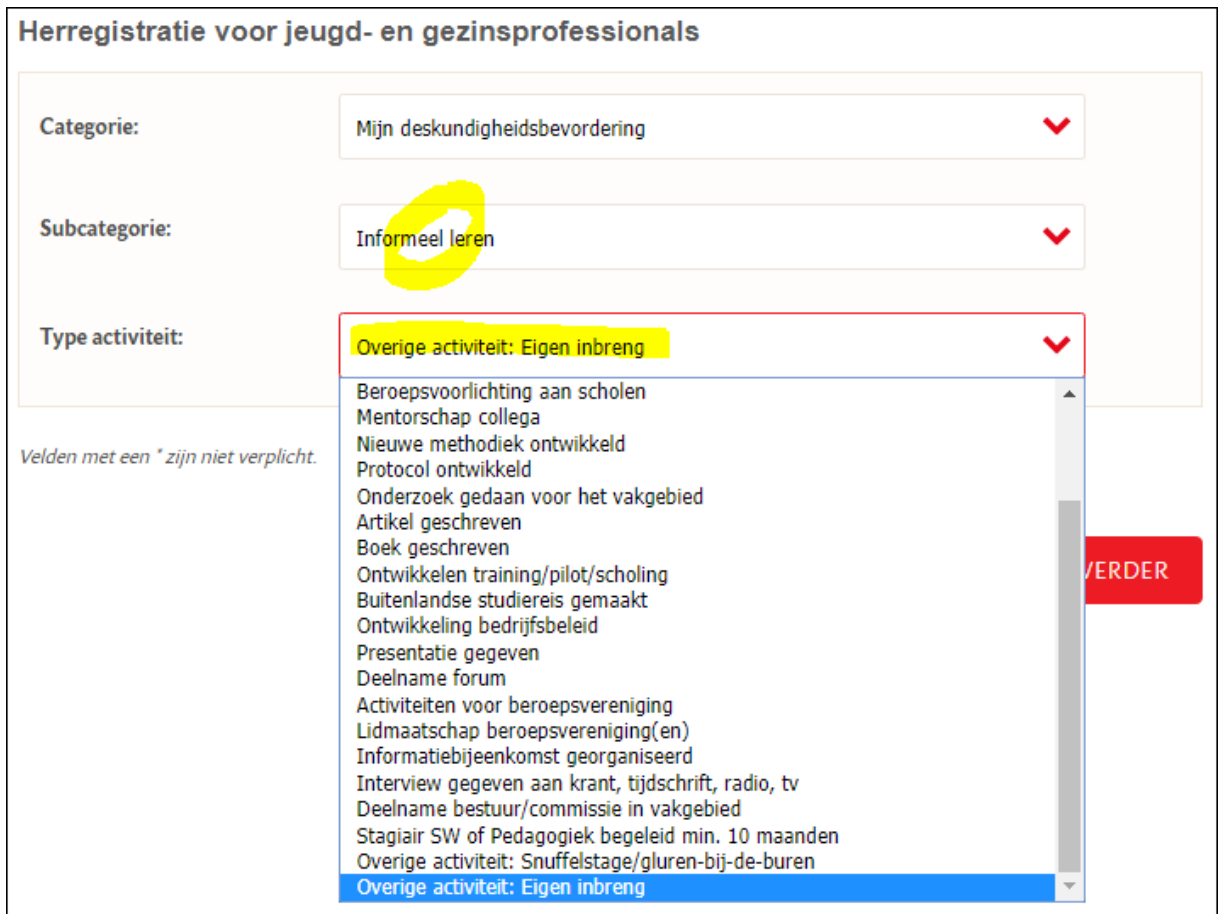 Herregistratie voor jeugd- en gezinsprofessionals
Categorie:
Mijn deskundigheidsbevordering
Subcategorie:
Informeel leren
Type activiteit:
Overige activiteit: Eigen inbreng
Beroepsvoorlichting aan scholen
Mentorschap collega
Nieuwe methodiek ontwikkeld
Protocol ontwikkeld
Onderzoek gedaan voor het vakgebied
Artikel geschreven
Boek geschreven
Ontwikkelen training/pilot/scholing
Buitenlandse studiereis gemaakt
Ontwikkeling bedrijfsbeleid
Presentatie gegeven
Deelname forum
Activiteiten voor beroepsvereniging
Lidmaatschap beroepsvereniging(en)
Informatiebijeenkomst georganiseerd
Interview gegeven aan krant, tijdschrift, radio, tv
Deelname bestuur/commissie in vakgebied
Stagiair SW of Pedagogiek begeleid min. 10 maanden
Overige activiteit: Snuffelstage/gluren-bij-de-buren
Overige activiteit: Eigen inbreng
Velden met een * zijn niet verplicht.
VERDER